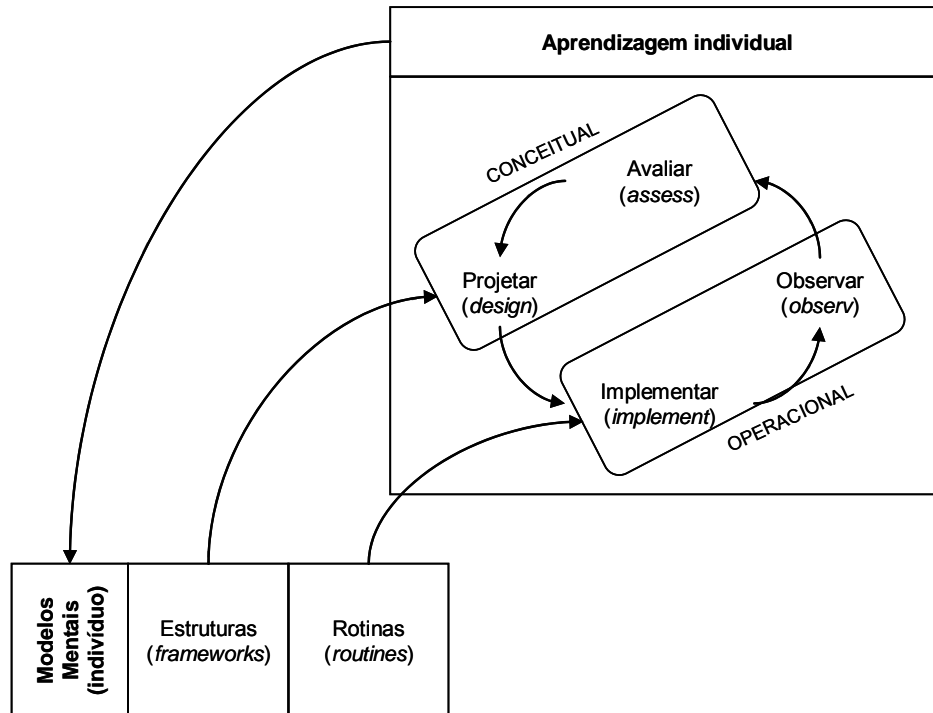 Aprendizagem individual
CONCEITUAL
Avaliar
(assess)
Projetar
(design)
Observar
(observ)
Implementar
(implement)
OPERACIONAL
Modelos
Mentais
(indivíduo)
Estruturas
(frameworks)
Rotinas
(routines)